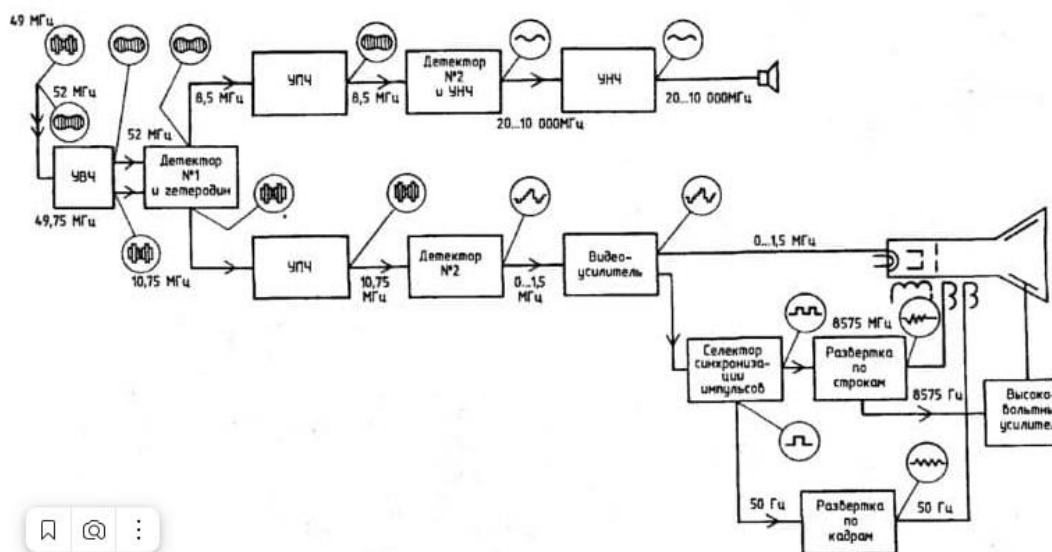 49 МГц
52 МГц
УВЧ
49,75 МГц
10,75 МГц
52 МГц
Детектор
№1
и гетеродин
8,5 МГц
УПЧ
8,5 МГц
Детектор
№2
и УНЧ
20...10 000МГц
УНЧ
20...10 000МГц
УПЧ
10,75
МГц
Детектор
№2
0...1,5
МГц
Видео-
усилитель
0...1,5 МГц
Селектор
синхрониза-
ции
импульсов
8575 МГц
Развертка
по
строкам
8575 Гц
Высоко-
вольтны
усилител
50 Гц
Развертка
по
кадрам
50 Гц